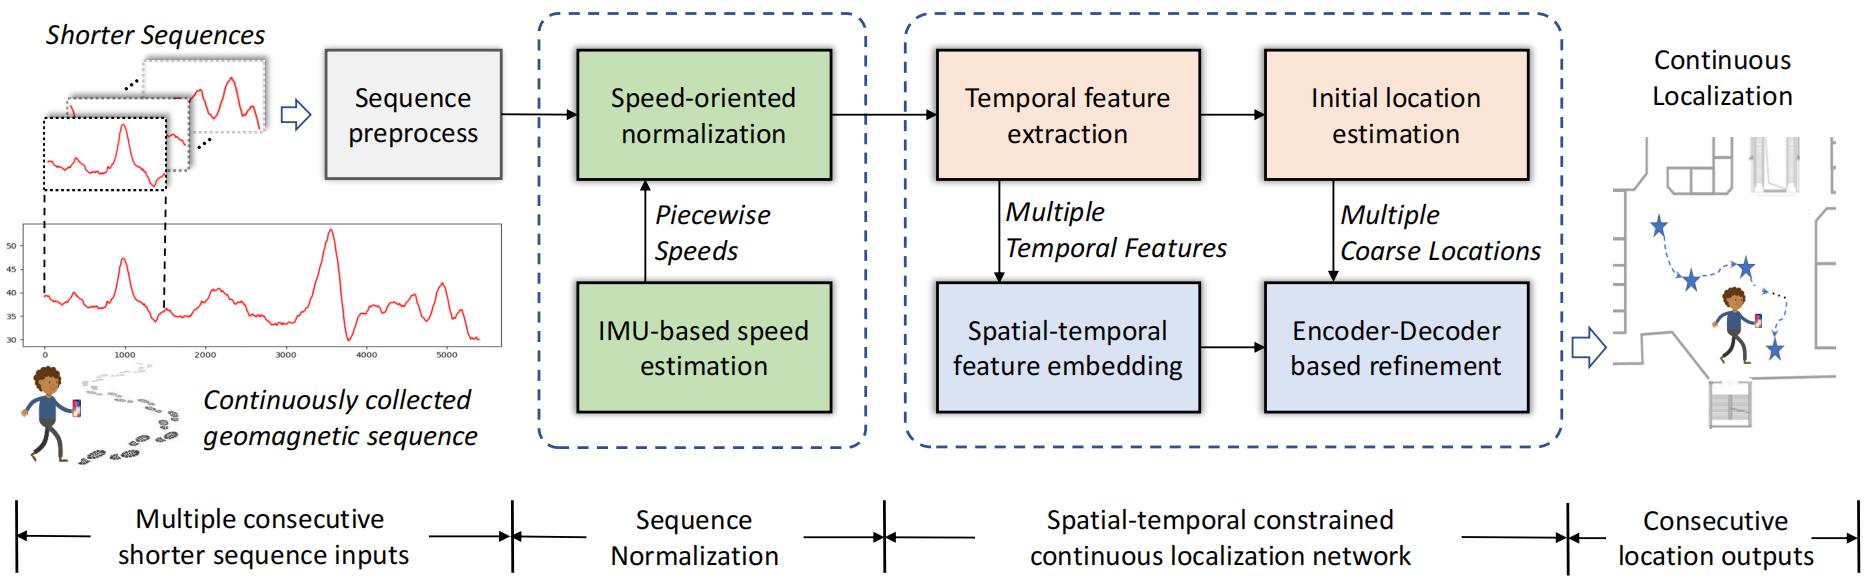 Shorter Sequences
Sequence
preprocess
50
45
40
35
30
0
1000
2000
3000
4000
5000
Continuously collected
geomagnetic sequence
Speed-oriented
normalization
Piecewise
Speeds
IMU-based speed
estimation
Temporal feature
extraction
Initial location
estimation
Multiple
Temporal Features
Multiple
Coarse Locations
Spatial-temporal
feature embedding
Encoder-Decoder
based refinement
Continuous
Localization
Multiple consecutive
shorter sequence inputs
Sequence
Normalization
Spatial-temporal constrained
continuous localization network
Consecutive
location outputs